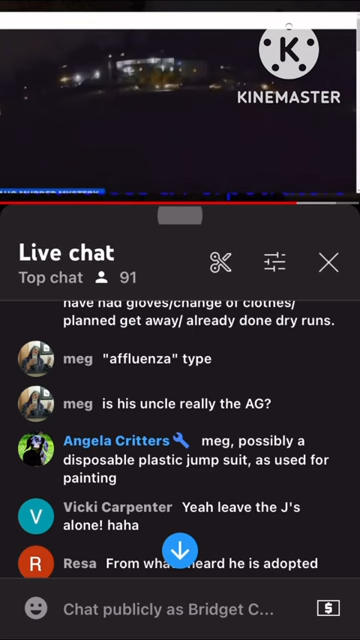 K
KINEMASTER
MURDER MYSTERY
Live chat
Top chat 91
have had gloves/change of clothes/
planned get away/ already done dry runs.
meg "affluenza" type
meg is his uncle really the AG?
Angela Critters meg, possibly a
disposable plastic jump suit, as used for
painting
V
Vicki Carpenter Yeah leave the J's
alone! haha
R
Resa From heard he is adopted
Chat publicly as Bridget C...
$